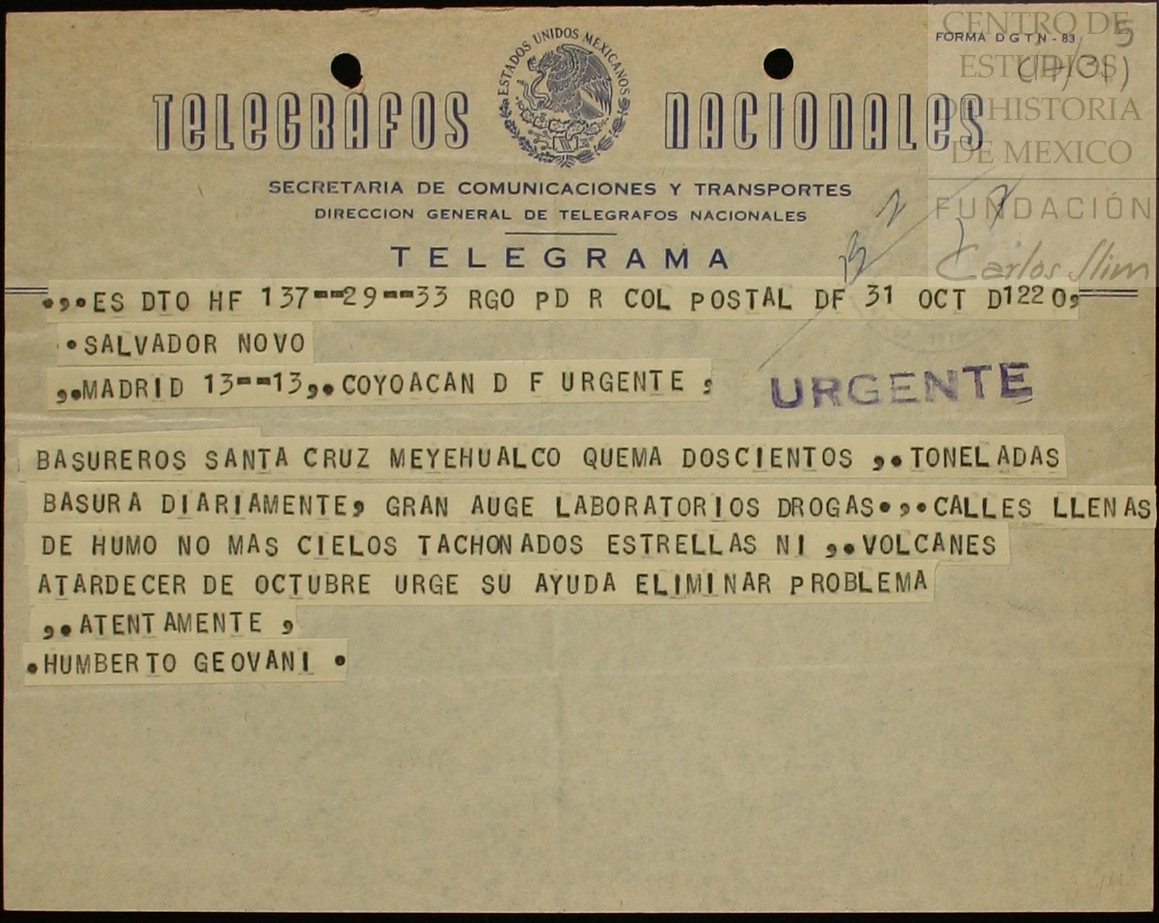 CENTRO DE
ESTUDIOS
DE HISTORIA
DE MEXICO
FUNDACIÓN
Carlos Slim
FORMA D G T N - 83
5
ESTADOS UNIDOS MEXICANOS
TELEGRAFOS NACIONALES
SECRETARIA DE COMUNICACIONES Y TRANSPORTES
DIRECCION GENERAL DE TELEGRAFOS NACIONALES
TELEGRAMA
.,.ES DTO HF 137--29--33 RGO PD R COL POSTAL DF 31 OCT D1220,
.SALVADOR NOVO
,.MADRID 13--13,.COYOACAN D F URGENTE ,
URGENTE
BASUREROS SANTA CRUZ MEYEHUALCO QUEMA DOSCIENTOS ,.TONELADAS
BASURA DIARIAMENTE, GRAN AUGE LABORATORIOS DROGAS.,.CALLES LLENAS
DE HUMO NO MAS CIELOS TACHONADOS ESTRELLAS NI ,.VOLCANES
ATARDECER DE OCTUBRE URGE SU AYUDA ELIMINAR PROBLEMA
,.ATENTAMENTE ,
.HUMBERTO GEOVANI .